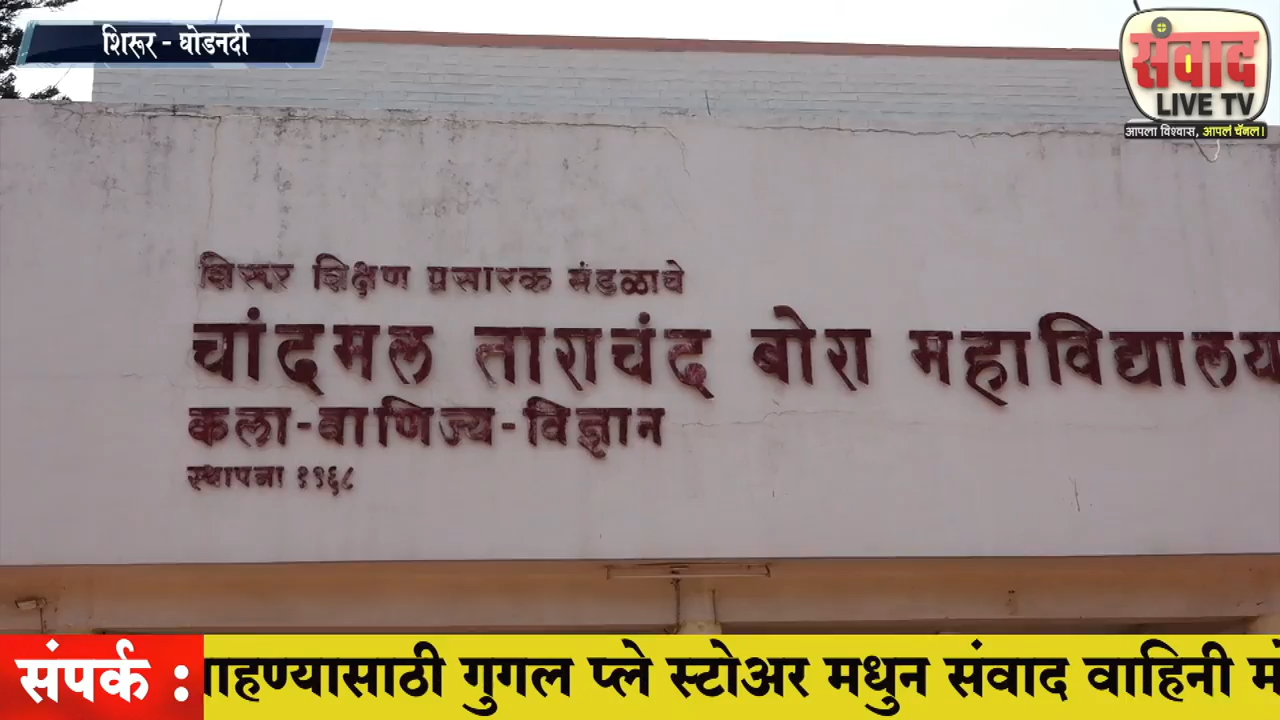 शिरूर - घोडनदी
संवाद
LIVE TV
आपला विश्वास, आपलं चॅनल।
शिरूर शिक्षण प्रसारक मंडळाचे
चांदमल ताराचंद बोरा महाविद्यालय
कला-वाणिज्य-विज्ञान
स्थापना १९६८
संपर्क : गुगल प्ले स्टोअर मधुन संवाद वाहिनी